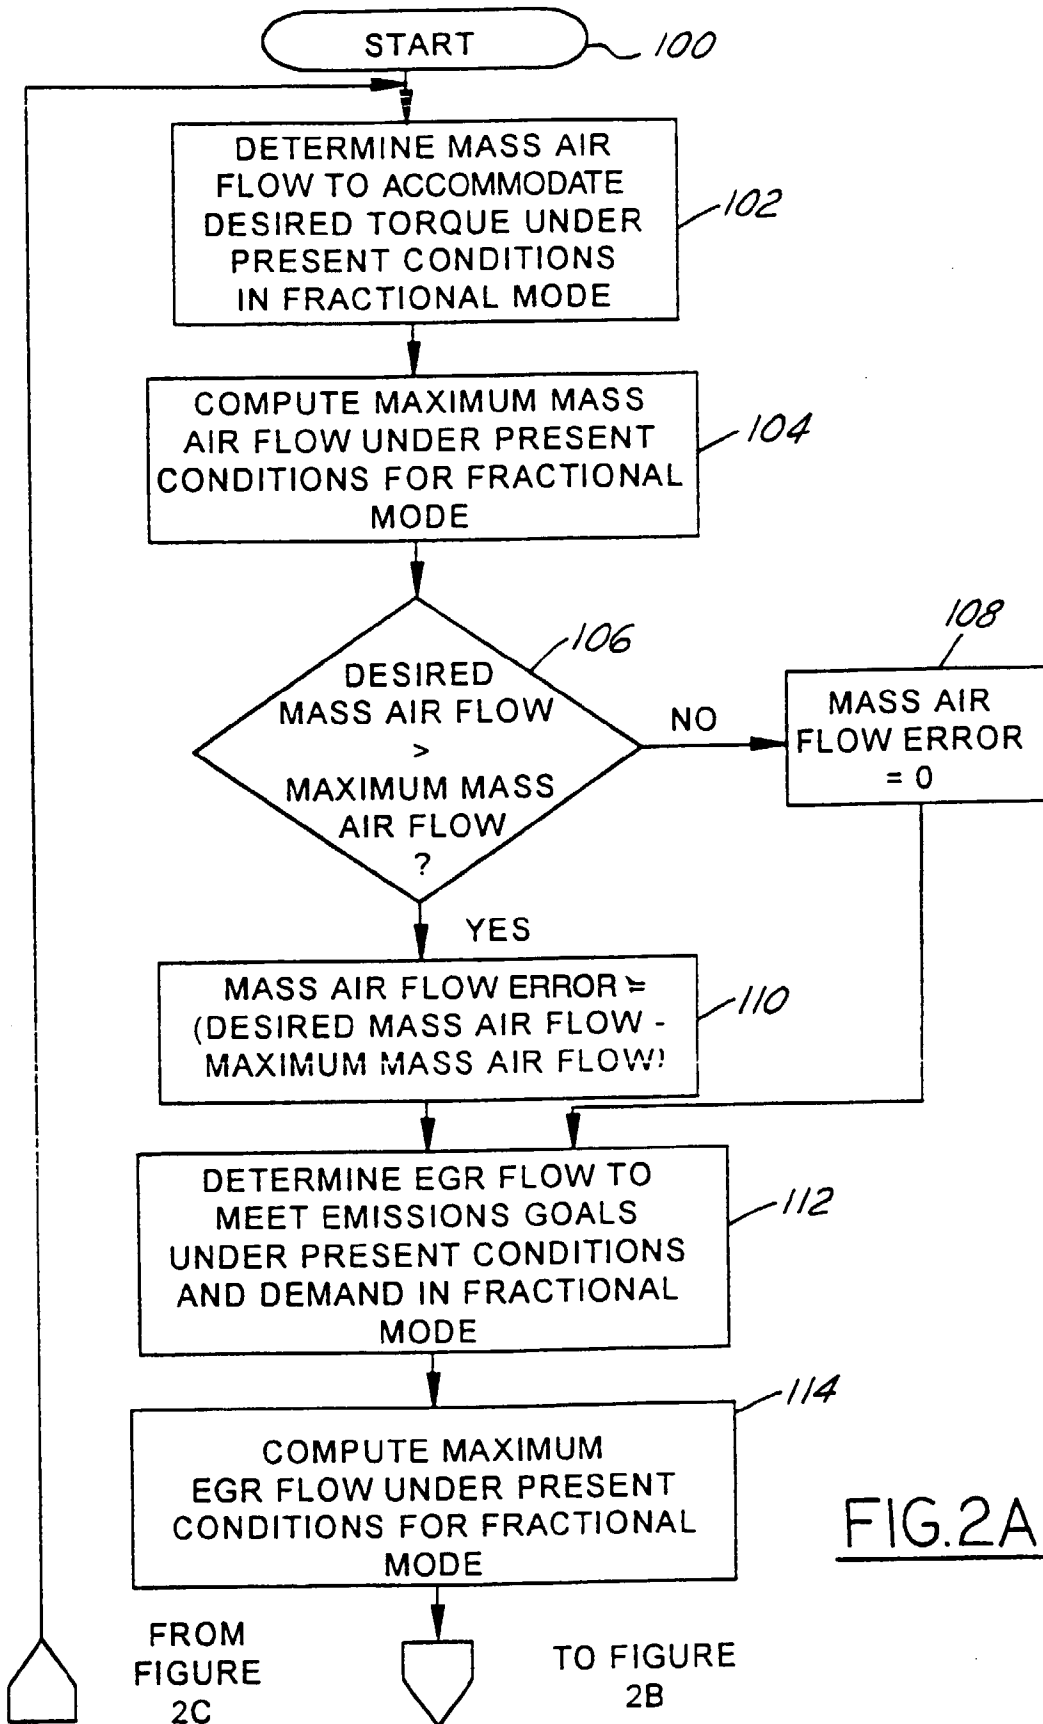 START
100
DETERMINE MASS AIR
FLOW TO ACCOMMODATE
DESIRED TORQUE UNDER
PRESENT CONDITIONS
IN FRACTIONAL MODE
102
COMPUTE MAXIMUM MASS
AIR FLOW UNDER PRESENT
CONDITIONS FOR FRACTIONAL
MODE
104
DESIRED
MASS AIR FLOW
>
MAXIMUM MASS
AIR FLOW
?
106
NO
108
MASS AIR
FLOW ERROR
= 0
YES
MASS AIR FLOW ERROR =
(DESIRED MASS AIR FLOW -
MAXIMUM MASS AIR FLOW)
110
DETERMINE EGR FLOW TO
MEET EMISSIONS GOALS
UNDER PRESENT CONDITIONS
AND DEMAND IN FRACTIONAL
MODE
112
COMPUTE MAXIMUM
EGR FLOW UNDER PRESENT
CONDITIONS FOR FRACTIONAL
MODE
114
FIG.2A
FROM
FIGURE
2C
TO FIGURE
2B